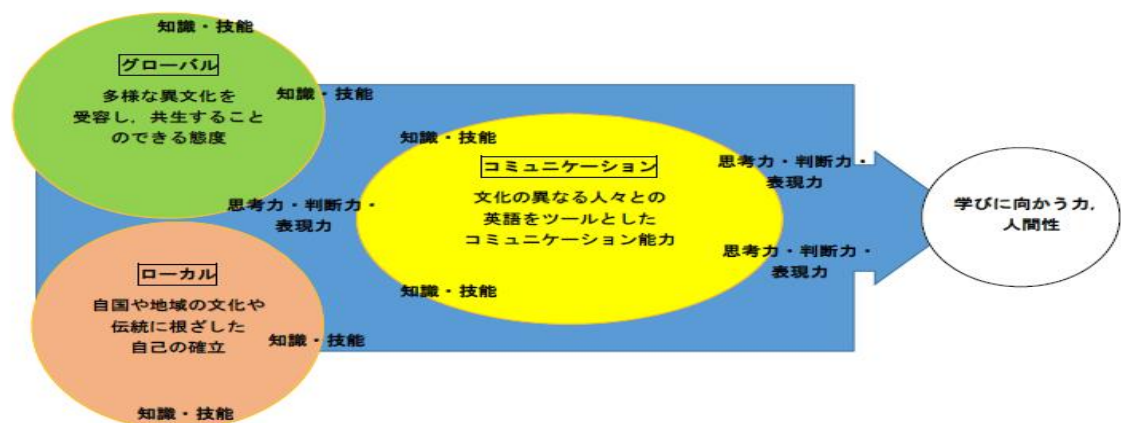 知識・技能
グローバル
多様な異文化を
受容し，共生すること
のできる態度
知識・技能
思考力・判断力・
表現力
ローカル
自国や地域の文化や
伝統に根ざした
自己の確立
知識・技能
知識・技能
知識・技能
コミュニケーション
文化の異なる人々との
英語をツールとした
コミュニケーション能力
知識・技能
思考力・判断力・
表現力
思考力・判断力・
表現力
学びに向かう力，
人間性